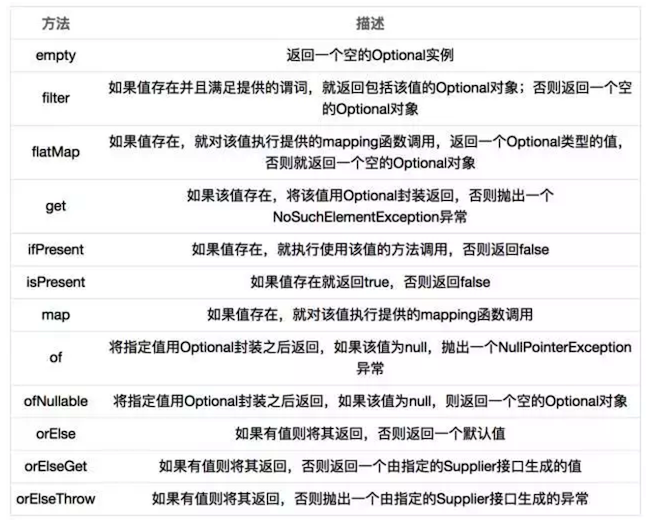 方法 描述
empty 返回一个空的Optional实例
filter 如果值存在并且满足提供的谓词，就返回包括该值的Optional对象；否则返回一个空
的Optional对象
flatMap 如果值存在，就对该值执行提供的mapping函数调用，返回一个Optional类型的值，
否则就返回一个空的Optional对象
get 如果该值存在，将该值用Optional封装返回，否则抛出一个
NoSuchElementException异常
ifPresent 如果值存在，就执行使用该值的方法调用，否则返回false
isPresent 如果值存在就返回true，否则返回false
map 如果值存在，就对该值执行提供的mapping函数调用
of 将指定值用Optional封装之后返回，如果该值为null，抛出一个NullPointerException
异常
ofNullable 将指定值用Optional封装之后返回，如果该值为null，则返回一个空的Optional对象
orElse 如果有值则将其返回，否则返回一个默认值
orElseGet 如果有值则将其返回，否则返回一个由指定的Supplier接口生成的值
orElseThrow 如果有值则将其返回，否则抛出一个由指定的Supplier接口生成的异常